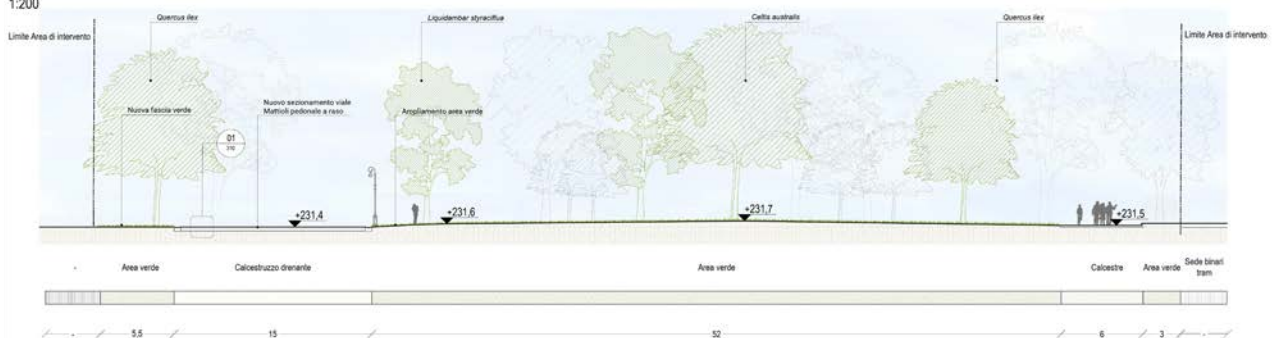 1:200
Quercus ilex
Liquidambar styraciflua
Celtis australis
Quercus ilex
Limite Area di intervento
Limite Area di intervento
Nuova fascia verde
Nuovo sezionamento viale
Mattioli pedonale a raso
Ampliamento area verde
01
+231,4
+231,6
+231,7
+231,5
- Area verde Calcestruzzo drenante Area verde Calcestre Area verde Sede binari
tram
- 5,5 15 52 6 3 -